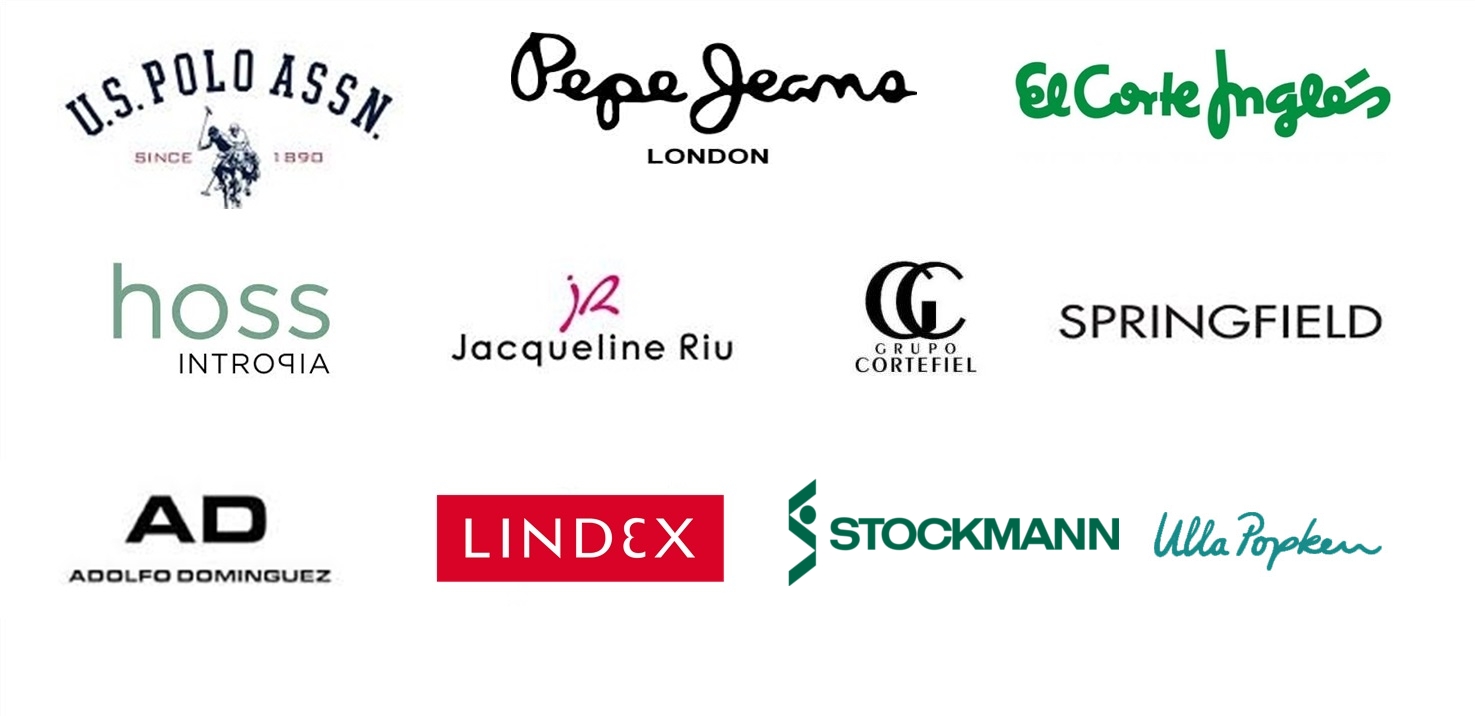 U.S. POLO ASSN.
SINCE 1890
Pepe Jeans
LONDON
El Corte Inglés
hoss
INTROPIA
jR
Jacqueline Riu
GC
GRUPO
CORTEFIEL
SPRINGFIELD
AD
ADOLFO DOMINGUEZ
LINDEX
STOCKMANN
Ulla Popken